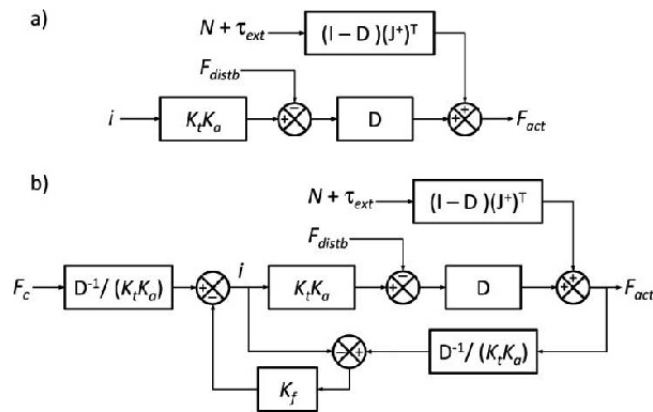 a)
N + τext
(I – D )(J⁺)ᵀ
Fdistb
i
KtKa
D
Fact
b)
N + τext
(I – D )(J⁺)ᵀ
Fdistb
Fc
D⁻¹/ (KtKa)
i
KtKa
D
Fact
D⁻¹/ (KtKa)
Kf